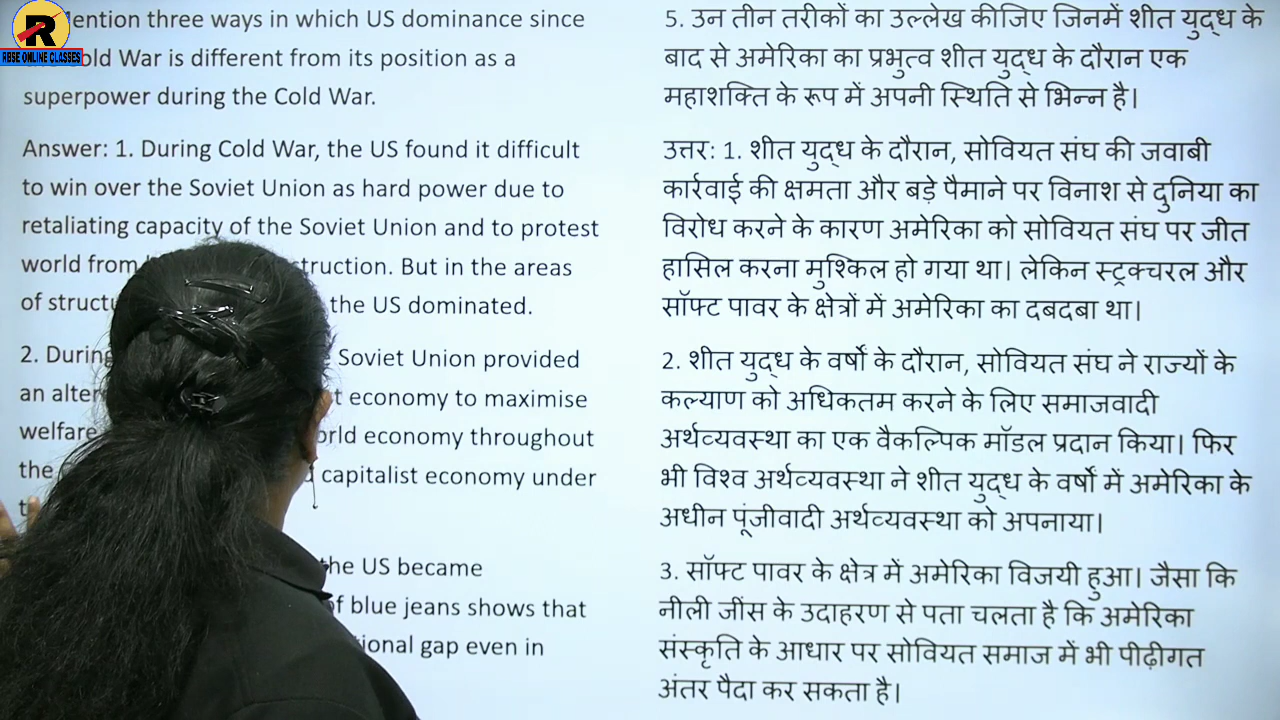 R
RBSE ONLINE CLASSES
ention three ways in which US dominance since
old War is different from its position as a
superpower during the Cold War.
Answer: 1. During Cold War, the US found it difficult
to win over the Soviet Union as hard power due to
retaliating capacity of the Soviet Union and to protest
world from struction. But in the areas
of struct the US dominated.
2. During Soviet Union provided
an alter t economy to maximise
welfare orld economy throughout
the capitalist economy under
the US became
of blue jeans shows that
ional gap even in
5. उन तीन तरीकों का उल्लेख कीजिए जिनमें शीत युद्ध के
बाद से अमेरिका का प्रभुत्व शीत युद्ध के दौरान एक
महाशक्ति के रूप में अपनी स्थिति से भिन्न है।
उत्तर: 1. शीत युद्ध के दौरान, सोवियत संघ की जवाबी
कार्रवाई की क्षमता और बड़े पैमाने पर विनाश से दुनिया का
विरोध करने के कारण अमेरिका को सोवियत संघ पर जीत
हासिल करना मुश्किल हो गया था। लेकिन स्ट्रक्चरल और
सॉफ्ट पावर के क्षेत्रों में अमेरिका का दबदबा था।
2. शीत युद्ध के वर्षों के दौरान, सोवियत संघ ने राज्यों के
कल्याण को अधिकतम करने के लिए समाजवादी
अर्थव्यवस्था का एक वैकल्पिक मॉडल प्रदान किया। फिर
भी विश्व अर्थव्यवस्था ने शीत युद्ध के वर्षों में अमेरिका के
अधीन पूंजीवादी अर्थव्यवस्था को अपनाया।
3. सॉफ्ट पावर के क्षेत्र में अमेरिका विजयी हुआ। जैसा कि
नीली जींस के उदाहरण से पता चलता है कि अमेरिका
संस्कृति के आधार पर सोवियत समाज में भी पीढ़ीगत
अंतर पैदा कर सकता है।